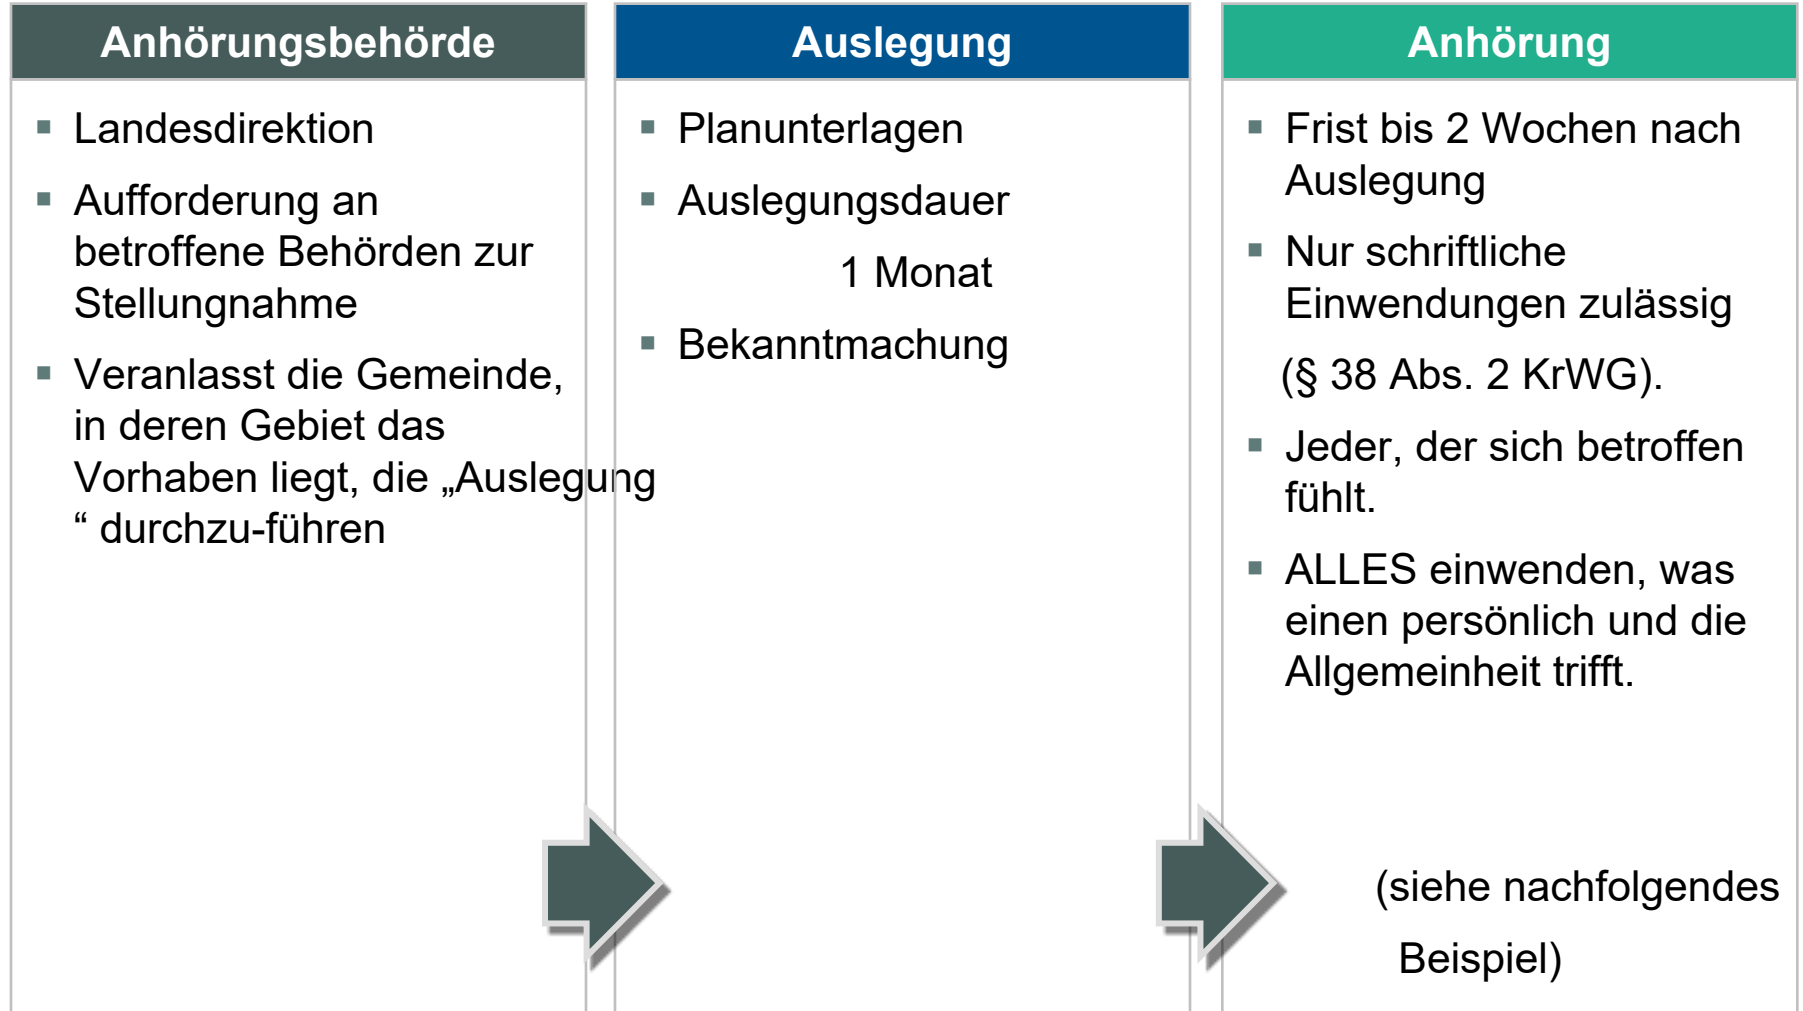 Anhörungsbehörde
Landesdirektion
Aufforderung an
betroffene Behörden zur
Stellungnahme
Veranlasst die Gemeinde,
in deren Gebiet das
Vorhaben liegt, die „Auslegung
“ durchzu-führen
Auslegung
Planunterlagen
Auslegungsdauer
1 Monat
Bekanntmachung
Anhörung
Frist bis 2 Wochen nach
Auslegung
Nur schriftliche
Einwendungen zulässig
(§ 38 Abs. 2 KrWG).
Jeder, der sich betroffen
fühlt.
ALLES einwenden, was
einen persönlich und die
Allgemeinheit trifft.
(siehe nachfolgendes
Beispiel)